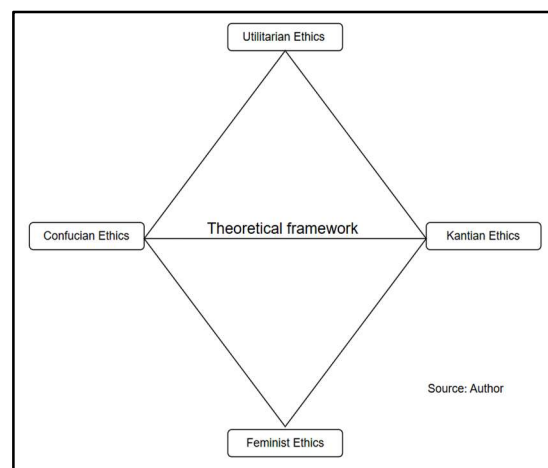 Utilitarian Ethics
Theoretical framework
Confucian Ethics
Kantian Ethics
Source: Author
Feminist Ethics